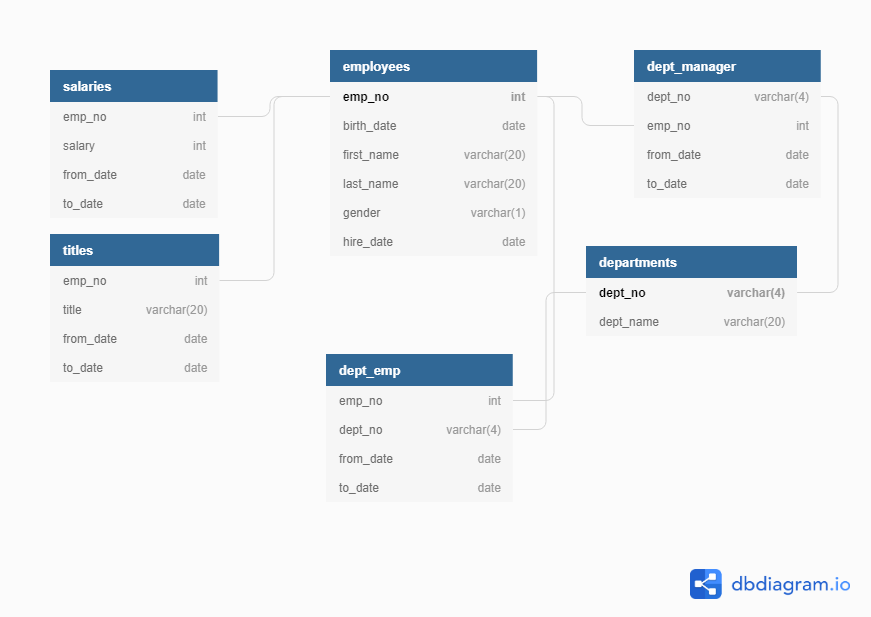 salaries
emp_no int
salary int
from_date date
to_date date
titles
emp_no int
title varchar(20)
from_date date
to_date date
employees
emp_no int
birth_date date
first_name varchar(20)
last_name varchar(20)
gender varchar(1)
hire_date date
dept_emp
emp_no int
dept_no varchar(4)
from_date date
to_date date
dept_manager
dept_no varchar(4)
emp_no int
from_date date
to_date date
departments
dept_no varchar(4)
dept_name varchar(20)
dbdiagram.io